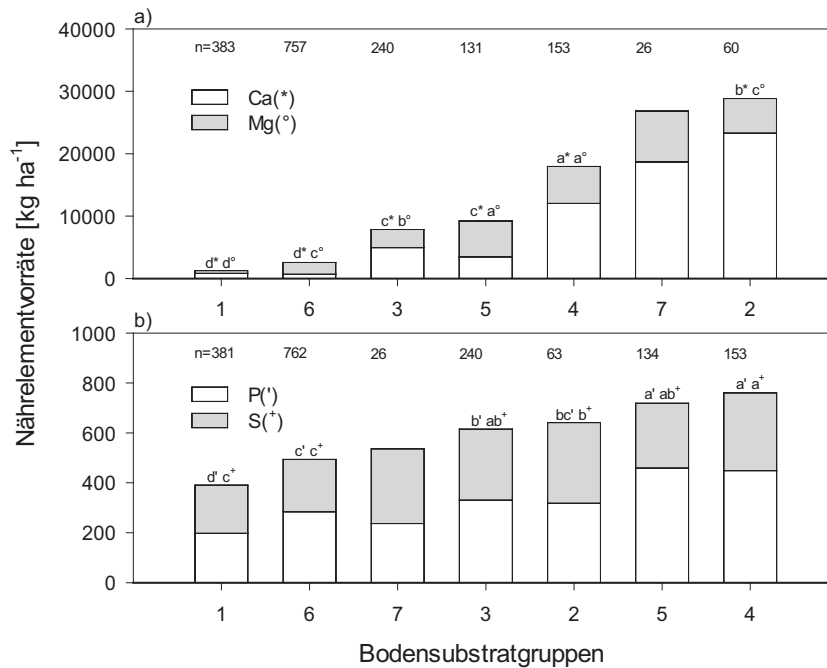 a)
40000
n=383 757 240 131 153 26 60
b* c°
30000
Ca(*)
Mg(°)
20000
a* a°
10000
c* b° c* a°
d* d° d* c°
0
1 6 3 5 4 7 2
Nährelementvorräte [kg ha⁻¹]
b)
1000
n=381 762 26 240 63 134 153
800
P(')
S(⁺)
a' ab⁺ a' a⁺
b' ab⁺ bc' b⁺
600
c' c⁺
d' c⁺
400
200
0
1 6 7 3 2 5 4
Bodensubstratgruppen